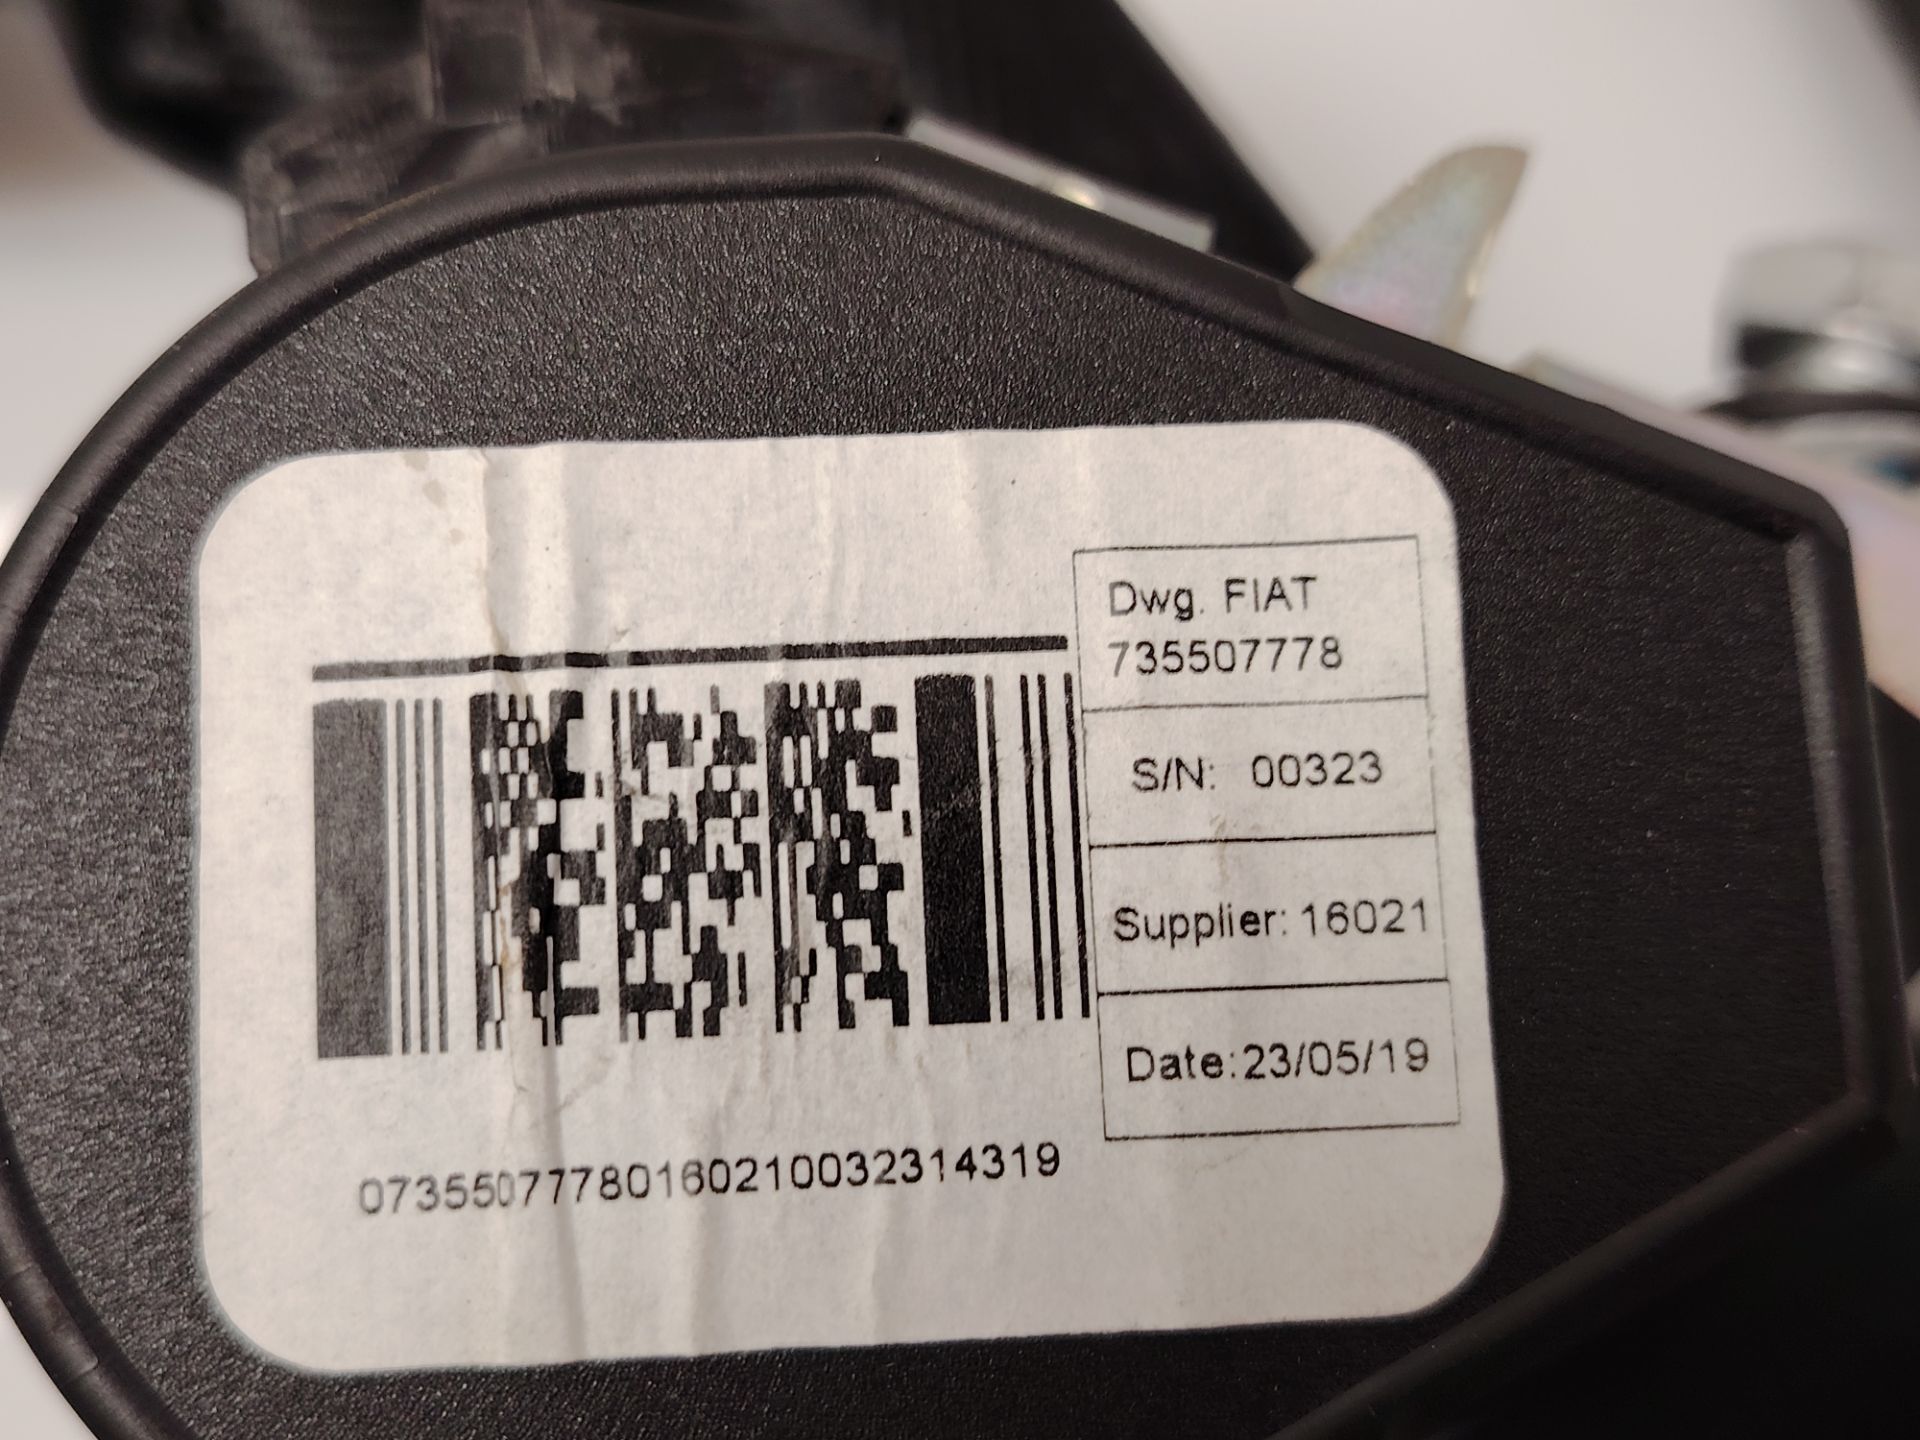 Dwg. FIAT
735507778
S/N: 00323
Supplier: 16021
Date:23/05/19
07355077780160210032314319